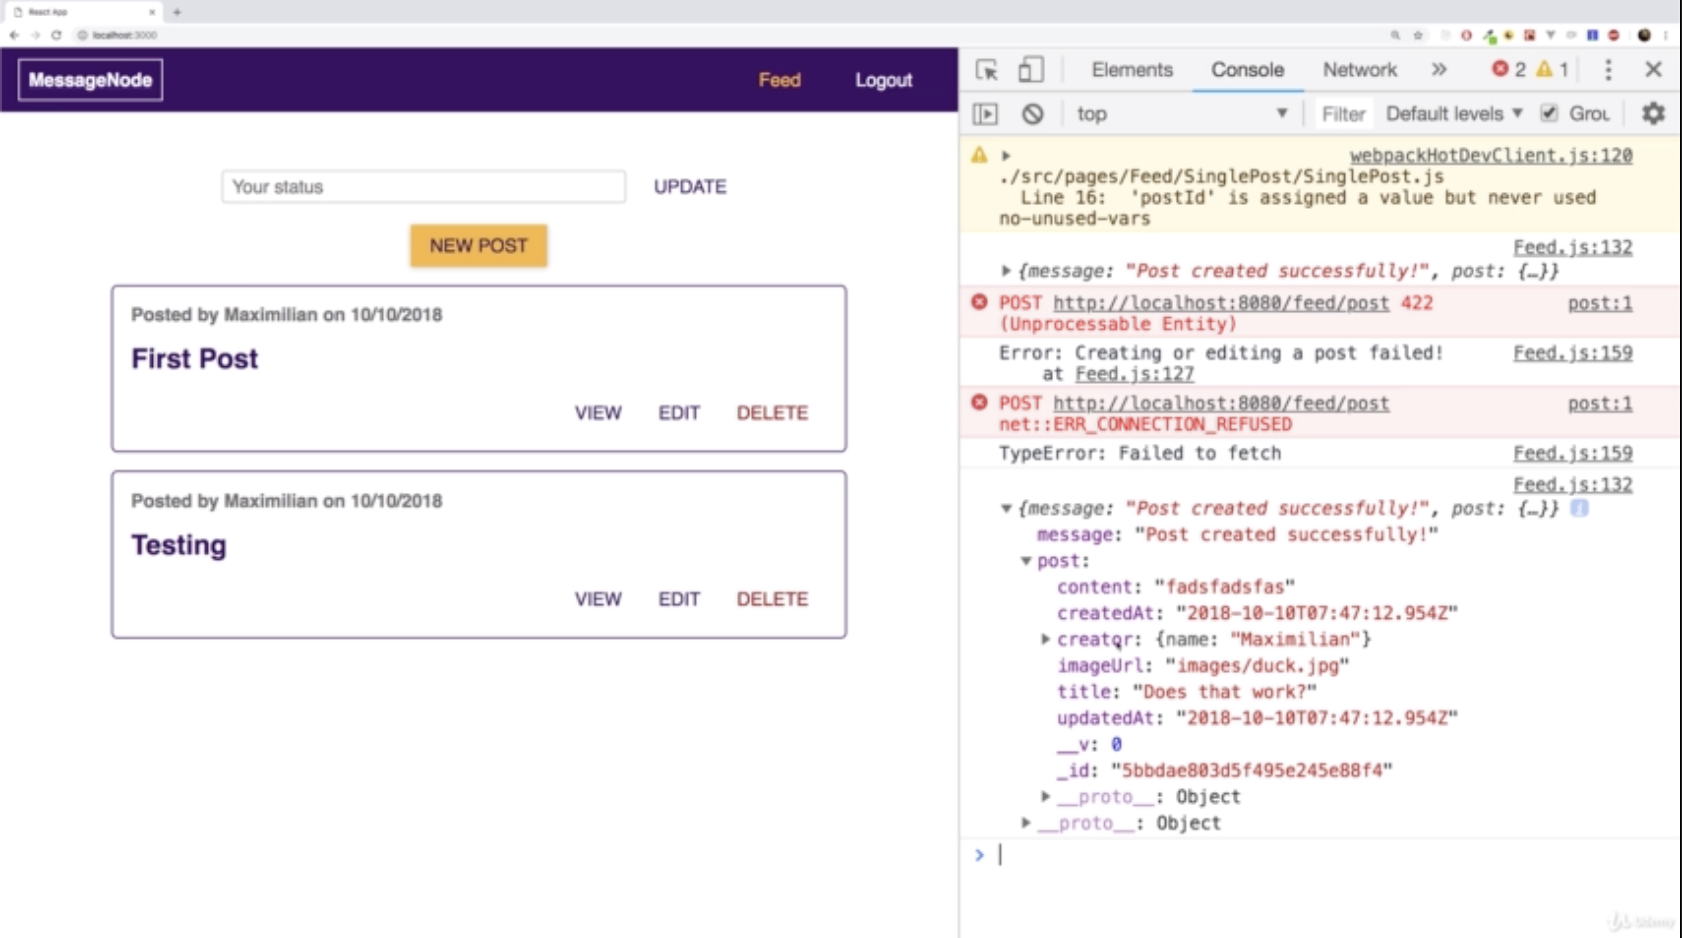 React App
localhost:3000
MessageNode
Feed
Logout
Your status
UPDATE
NEW POST
Posted by Maximilian on 10/10/2018
First Post
VIEW EDIT DELETE
Posted by Maximilian on 10/10/2018
Testing
VIEW EDIT DELETE
Elements Console Network » 2 1
top Filter Default levels Grou
webpackHotDevClient.js:120
./src/pages/Feed/SinglePost/SinglePost.js
Line 16: 'postId' is assigned a value but never used
no-unused-vars
Feed.js:132
{message: "Post created successfully!", post: {…}}
POST http://localhost:8080/feed/post 422 post:1
(Unprocessable Entity)
Error: Creating or editing a post failed! Feed.js:159
at Feed.js:127
POST http://localhost:8080/feed/post post:1
net::ERR_CONNECTION_REFUSED
TypeError: Failed to fetch Feed.js:159
Feed.js:132
{message: "Post created successfully!", post: {…}} i
message: "Post created successfully!"
post:
content: "fadsfadsfas"
createdAt: "2018-10-10T07:47:12.954Z"
creator: {name: "Maximilian"}
imageUrl: "images/duck.jpg"
title: "Does that work?"
updatedAt: "2018-10-10T07:47:12.954Z"
__v: 0
_id: "5bbdae803d5f495e245e88f4"
__proto__: Object
__proto__: Object
>
Udemy